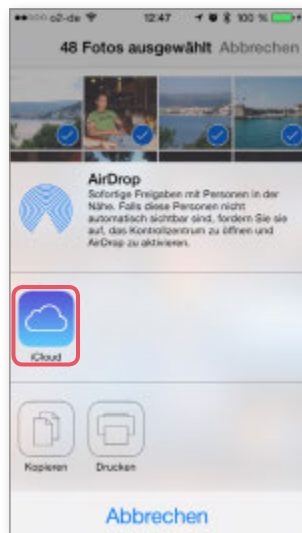 o2-de 12:47 100 %
48 Fotos ausgewählt Abbrechen
AirDrop
Sofortige Freigaben mit Personen in der
Nähe. Falls diese Personen nicht
automatisch sichtbar sind, fordern Sie sie
auf, das Kontrollzentrum zu öffnen und
AirDrop zu aktivieren.
iCloud
Kopieren Drucken
Abbrechen